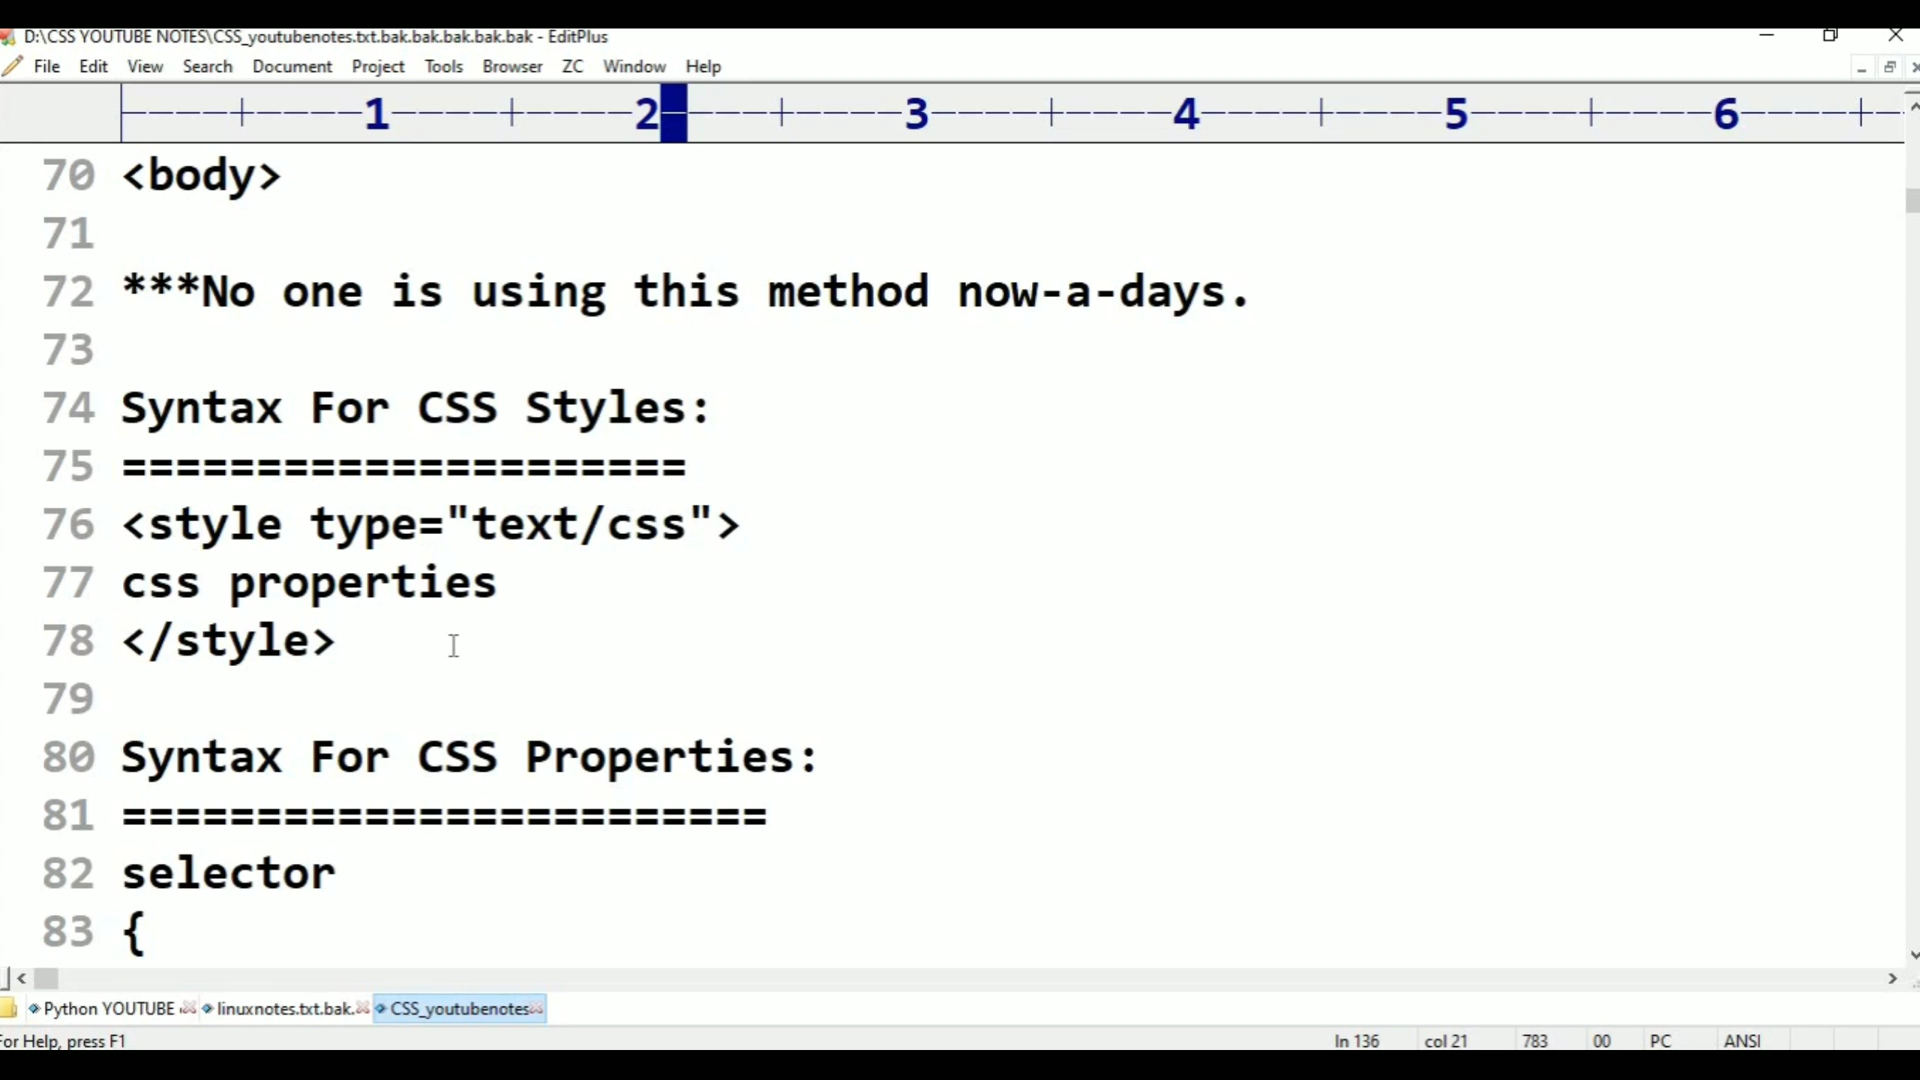 D:\CSS YOUTUBE NOTES\CSS_youtubenotes.txt.bak.bak.bak.bak.bak - EditPlus
File Edit View Search Document Project Tools Browser ZC Window Help
----+----1----+----2----+----3----+----4----+----5----+----6----+-
70 <body>
71
72 ***No one is using this method now-a-days.
73
74 Syntax For CSS Styles:
75 =====================
76 <style type="text/css">
77 css properties
78 </style>
79
80 Syntax For CSS Properties:
81 ========================
82 selector
83 {
Python YOUTUBE linuxnotes.txt.bak. CSS_youtubenotes
For Help, press F1 ln 136 col 21 783 00 PC ANSI